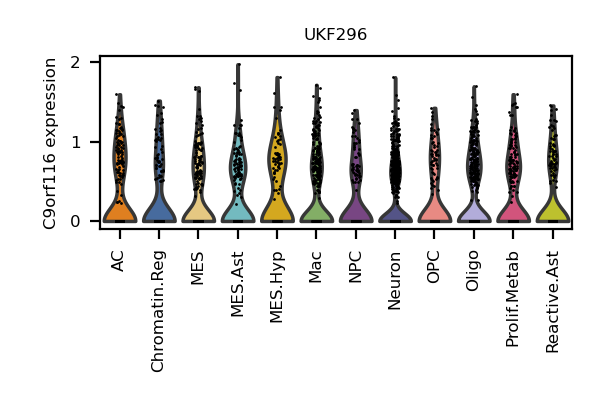 UKF296
C9orf116 expression
2
1
0
AC
Chromatin.Reg
MES
MES.Ast
MES.Hyp
Mac
NPC
Neuron
OPC
Oligo
Prolif.Metab
Reactive.Ast